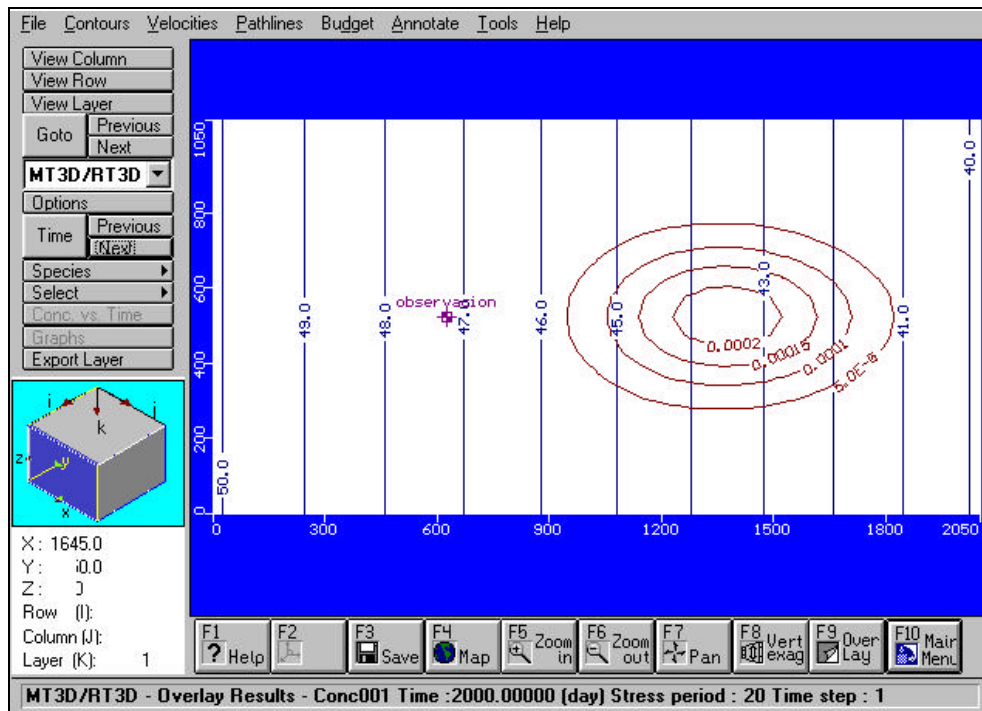 File Contours Velocities Pathlines Budget Annotate Tools Help
View Column
View Row
View Layer
Goto Previous
Next
MT3D/RT3D
Options
Time Previous
Next
Species
Select
Conc. vs. Time
Graphs
Export Layer
i j
k
z y
x
X : 1645.0
Y :
Z :
Row (I):
Column (J):
Layer (K): 1
1050
800
600
400
200
0
0 300 600 900 1200 1500 1800 2050
50.0
49.0
48.0
47.0
46.0
45.0
43.0
41.0
40.0
observasion
0.0002
0.00015
0.0001
F1 ? Help
F2
F3 Save
F4 Map
F5 Zoom in
F6 Zoom out
F7 Pan
F8 Vert exag
F9 Over Lay
F10 Main Menu
MT3D/RT3D - Overlay Results - Conc001 Time :2000.00000 (day) Stress period : 20 Time step : 1